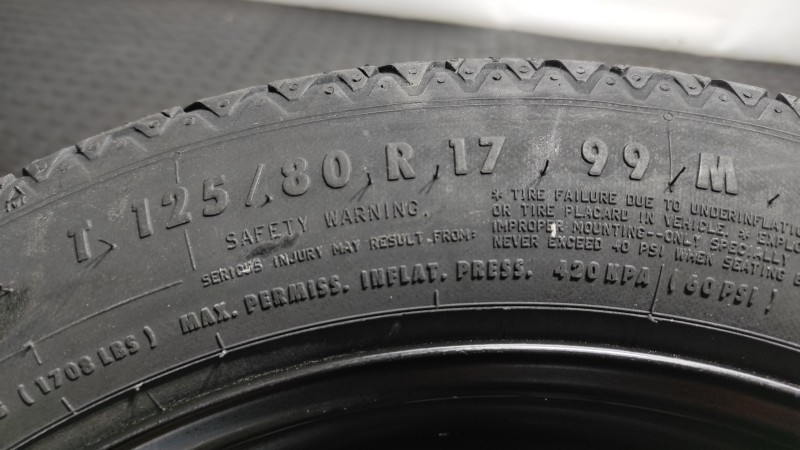 T 125/80 R 17 99 M
SAFETY WARNING.
SERIOUS INJURY MAY RESULT FROM:
* TIRE FAILURE DUE TO UNDERINFLATIO
OR TIRE PLACARD IN VEHICLE. * EXPLO
IMPROPER MOUNTING--ONLY SPECIALLY
NEVER EXCEED 40 PSI WHEN SEATING B
(1708 LBS) MAX. PERMISS. INFLAT. PRESS. 420 KPA (60 PSI)